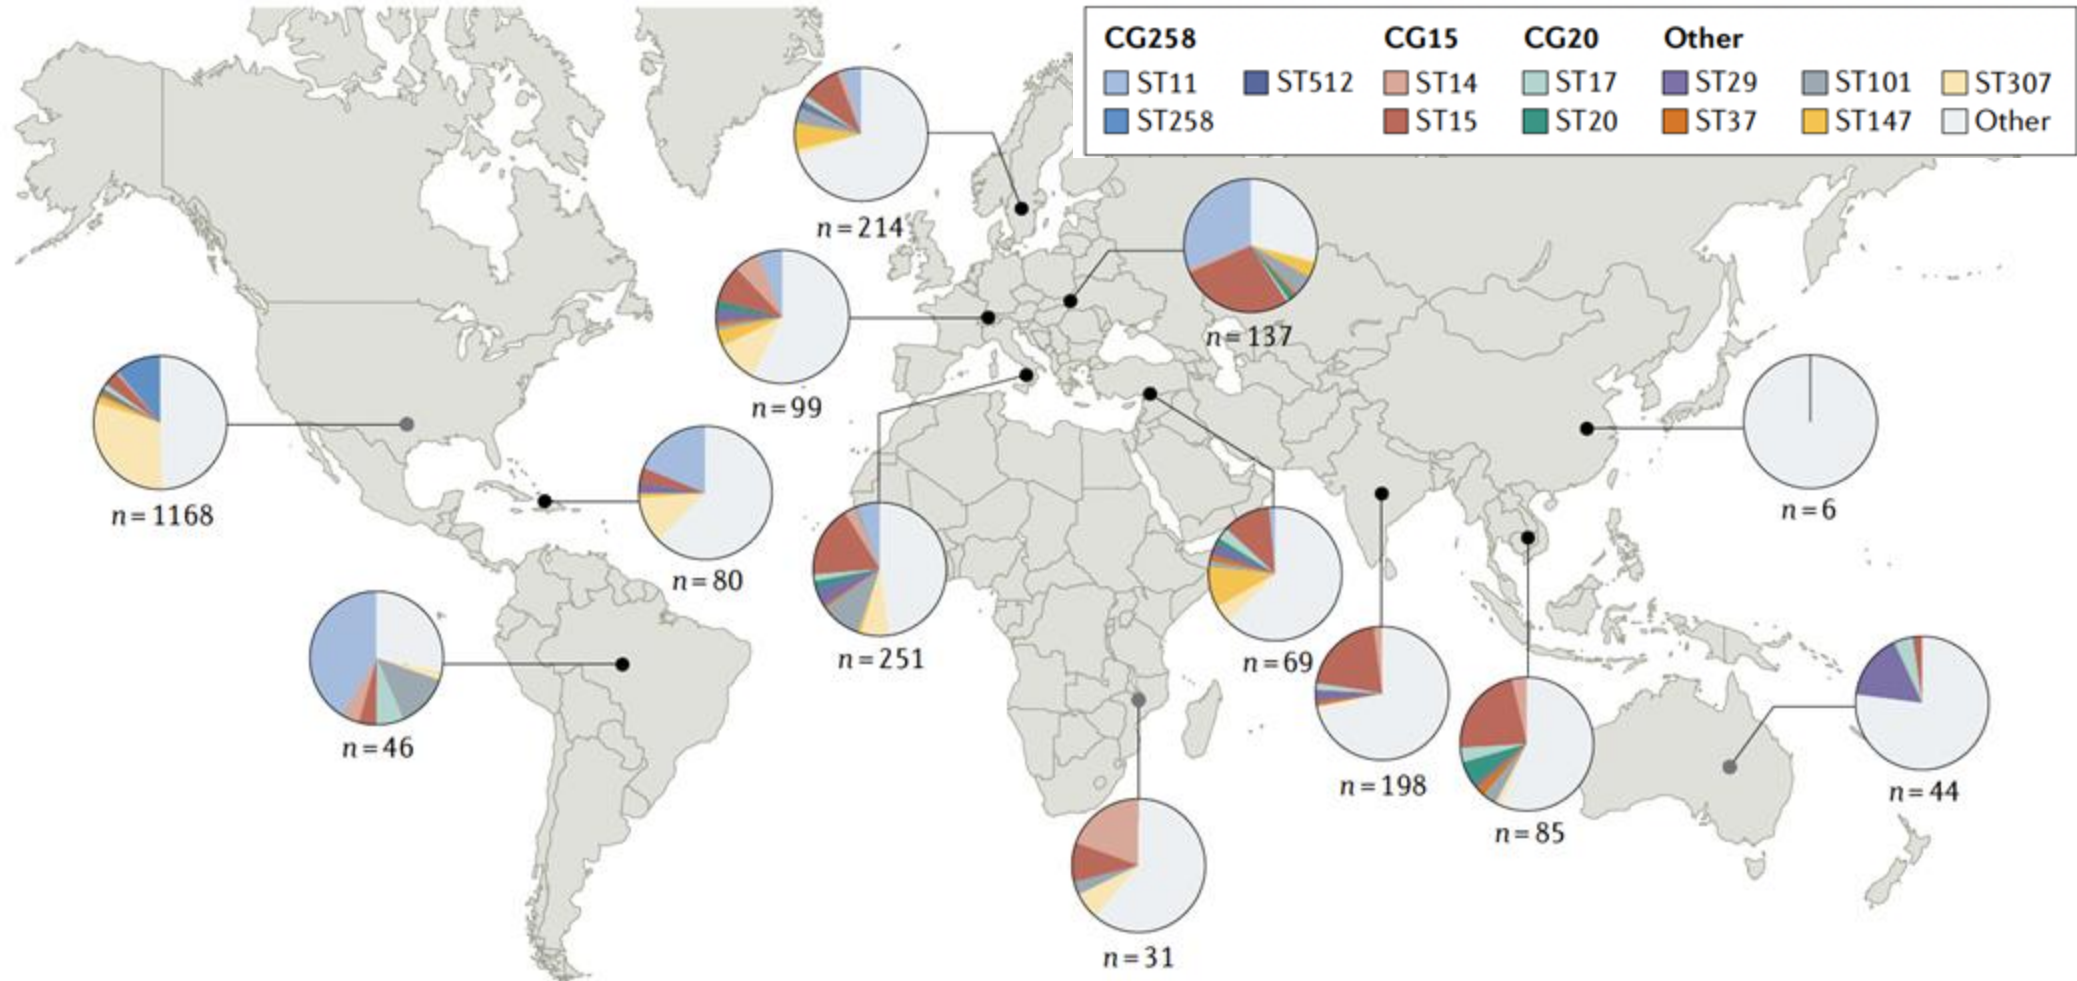 CG258 CG15 CG20 Other
ST11 ST512 ST14 ST17 ST29 ST101 ST307
ST258 ST15 ST20 ST37 ST147 Other
n=214
n=137
n=99
n=1168
n=6
n=80
n=251
n=69
n=46
n=198
n=44
n=85
n=31